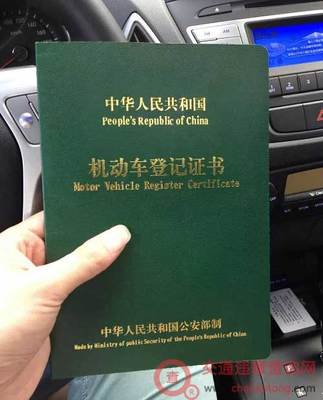 中华人民共和国
People's Republic of China
机动车登记证书
Motor Vehicle Register Certificate
中华人民共和国公安部制
Made by Ministry of public Security of the People's Republic of China